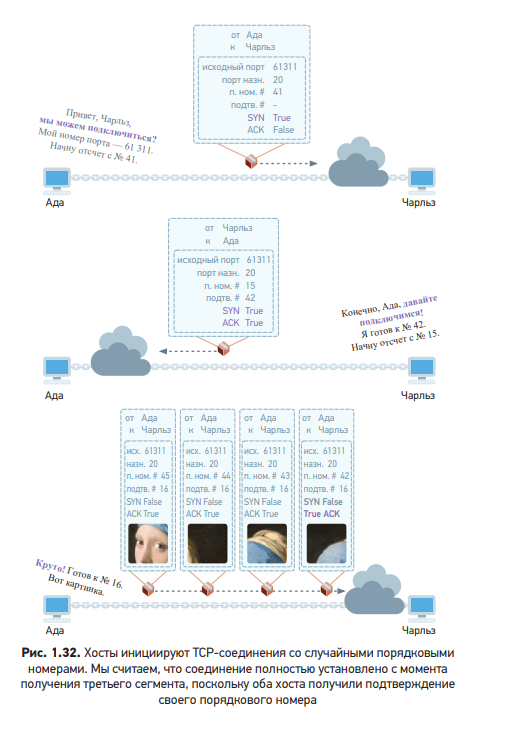 от Ада
к Чарльз
исходный порт 61311
порт назн. 20
п. ном. # 41
подтв. # -
SYN True
ACK False
Привет, Чарльз,
мы можем подключиться?
Мой номер порта — 61 311.
Начну отсчет с № 41.
Ада
Чарльз
от Чарльз
к Ада
исходный порт 61311
порт назн. 20
п. ном. # 15
подтв. # 42
SYN True
ACK True
Конечно, Ада, давайте
подключимся!
Я готов к № 42.
Начну отсчет с № 15.
Ада
Чарльз
от Ада
к Чарльз
исх. 61311
назн. 20
п. ном. # 45
подтв. # 16
SYN False
ACK True
от Ада
к Чарльз
исх. 61311
назн. 20
п. ном. # 44
подтв. # 16
SYN False
ACK True
от Ада
к Чарльз
исх. 61311
назн. 20
п. ном. # 43
подтв. # 16
SYN False
ACK True
от Ада
к Чарльз
исх. 61311
назн. 20
п. ном. # 42
подтв. # 16
SYN False
True ACK
Круто! Готов к № 16.
Вот картинка.
Ада
Чарльз
Рис. 1.32. Хосты инициируют TCP-соединения со случайными порядковыми
номерами. Мы считаем, что соединение полностью установлено с момента
получения третьего сегмента, поскольку оба хоста получили подтверждение
своего порядкового номера